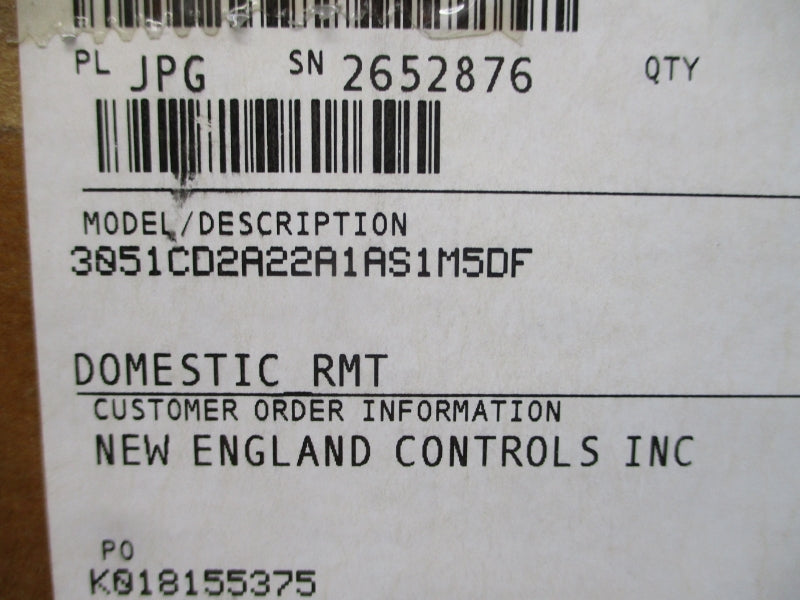 PL JPG SN 2652876 QTY
MODEL/DESCRIPTION
3051CD2A22A1AS1M5DF
DOMESTIC RMT
CUSTOMER ORDER INFORMATION
NEW ENGLAND CONTROLS INC
PO
K018155375